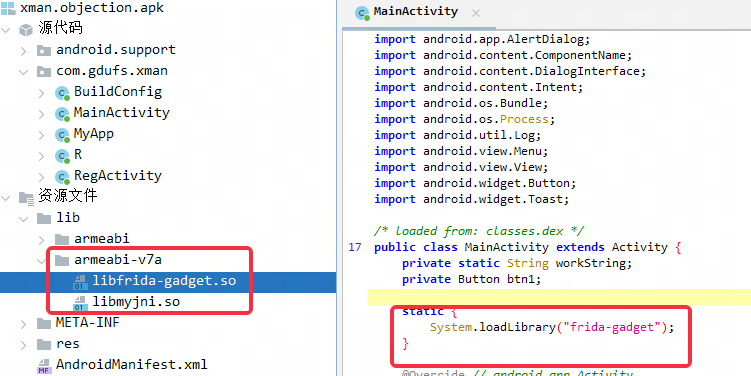 xman.objection.apk
源代码
android.support
com.gdufs.xman
BuildConfig
MainActivity
MyApp
R
RegActivity
资源文件
lib
armeabi
armeabi-v7a
libfrida-gadget.so
libmyjni.so
META-INF
res
AndroidManifest.xml
MainActivity
import android.app.AlertDialog;
import android.content.ComponentName;
import android.content.DialogInterface;
import android.content.Intent;
import android.os.Bundle;
import android.os.Process;
import android.util.Log;
import android.view.Menu;
import android.view.View;
import android.widget.Button;
import android.widget.Toast;
/* loaded from: classes.dex */
17 public class MainActivity extends Activity {
private static String workString;
private Button btn1;
static {
System.loadLibrary("frida-gadget");
}
@Override // android.app.Activity